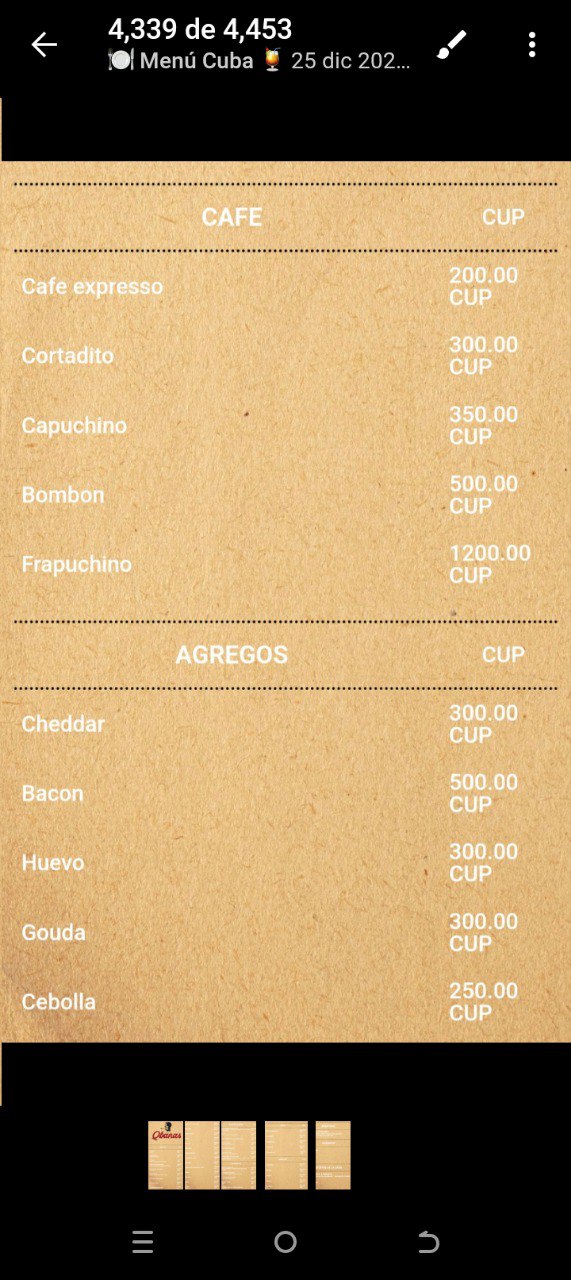 4,339 de 4,453
🍽️ Menú Cuba 🍹 25 dic 202...
CAFE CUP
Cafe expresso 200.00 CUP
Cortadito 300.00 CUP
Capuchino 350.00 CUP
Bombon 500.00 CUP
Frapuchino 1200.00 CUP
AGREGOS CUP
Cheddar 300.00 CUP
Bacon 500.00 CUP
Huevo 300.00 CUP
Gouda 300.00 CUP
Cebolla 250.00 CUP
Qbanas